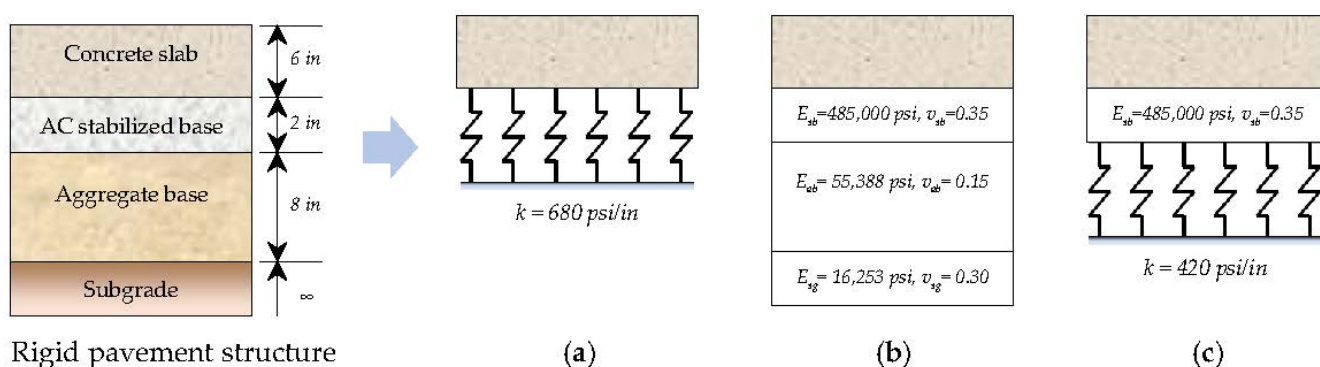 Concrete slab
6 in
AC stabilized base
2 in
Aggregate base
8 in
Subgrade
∞
Rigid pavement structure
k = 680 psi/in
(a)
E_sb=485,000 psi, v_sb=0.35
E_ab= 55,388 psi, v_ab= 0.15
E_sg= 16,253 psi, v_sg= 0.30
(b)
E_sb=485,000 psi, v_sb=0.35
k = 420 psi/in
(c)